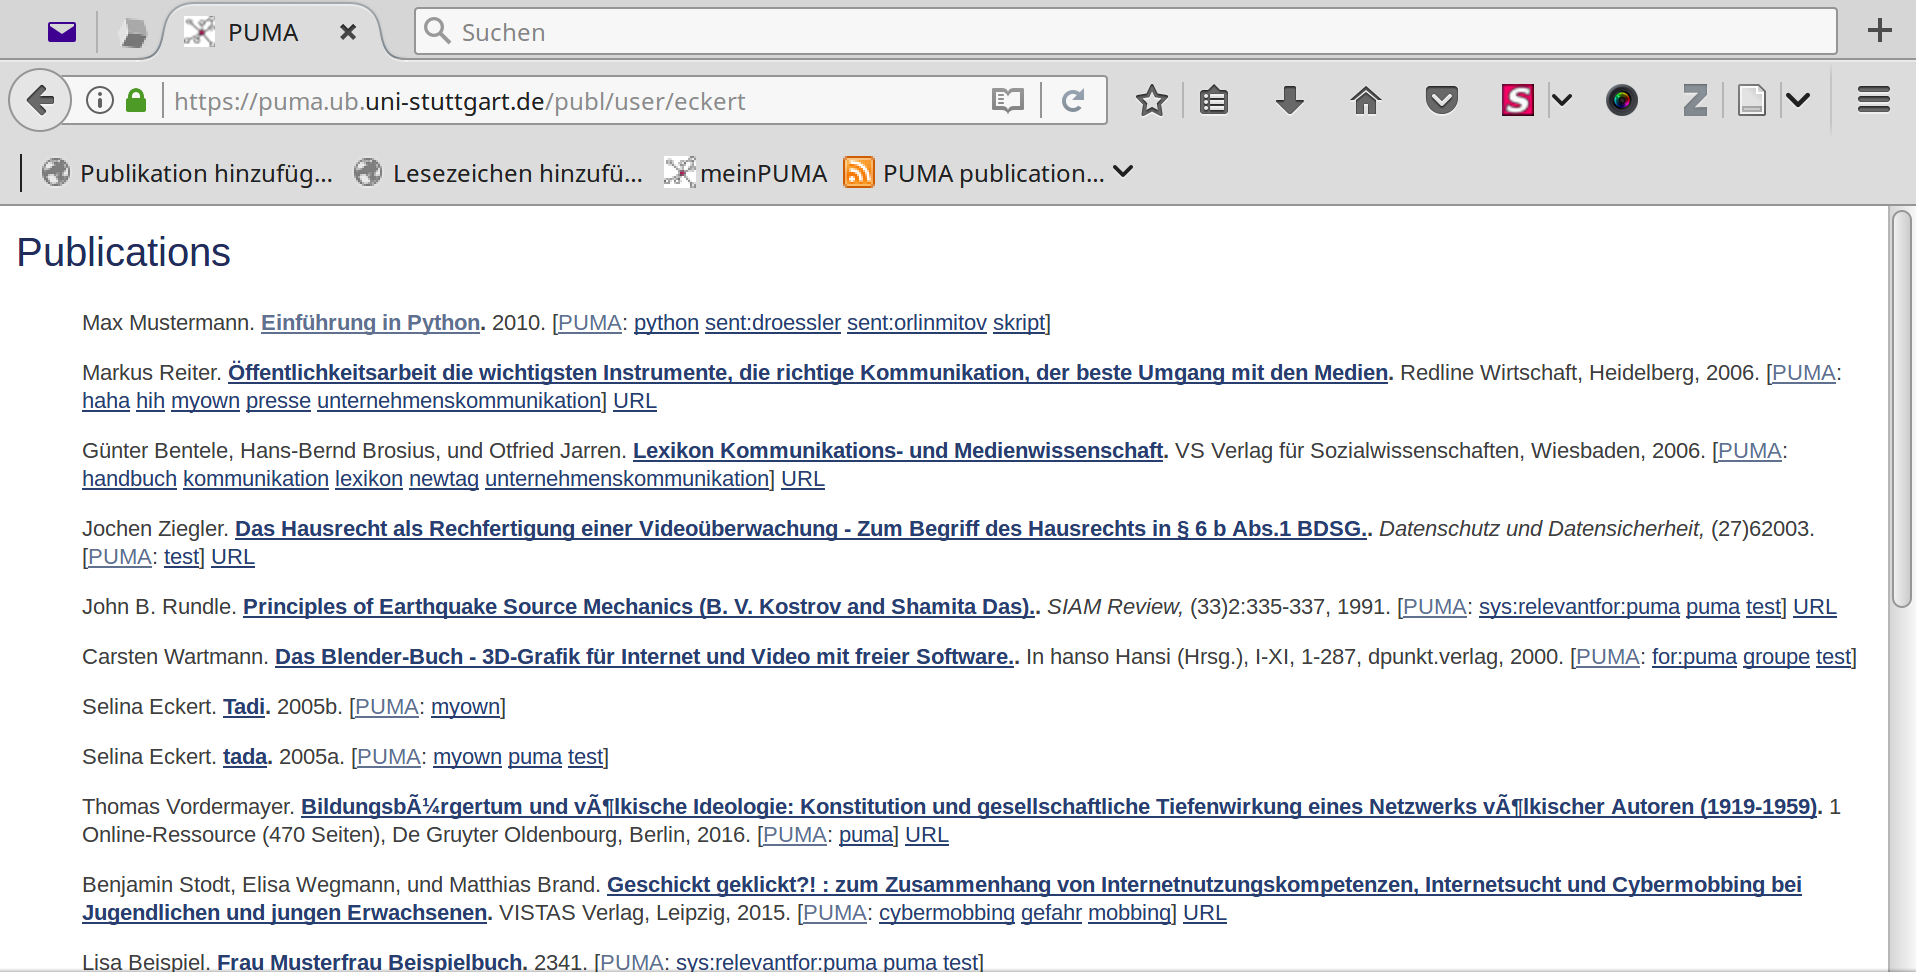 PUMA
Suchen
https://puma.ub.uni-stuttgart.de/publ/user/eckert
Publikation hinzufüg... Lesezeichen hinzufü... meinPUMA PUMA publication...
Publications
Max Mustermann. Einführung in Python. 2010. [PUMA: python sent:droessler sent:orlinmitov skript]
Markus Reiter. Öffentlichkeitsarbeit die wichtigsten Instrumente, die richtige Kommunikation, der beste Umgang mit den Medien. Redline Wirtschaft, Heidelberg, 2006. [PUMA:
haha hih myown presse unternehmenskommunikation] URL
Günter Bentele, Hans-Bernd Brosius, und Otfried Jarren. Lexikon Kommunikations- und Medienwissenschaft. VS Verlag für Sozialwissenschaften, Wiesbaden, 2006. [PUMA:
handbuch kommunikation lexikon newtag unternehmenskommunikation] URL
Jochen Ziegler. Das Hausrecht als Rechfertigung einer Videoüberwachung - Zum Begriff des Hausrechts in § 6 b Abs.1 BDSG.. Datenschutz und Datensicherheit, (27)62003.
[PUMA: test] URL
John B. Rundle. Principles of Earthquake Source Mechanics (B. V. Kostrov and Shamita Das).. SIAM Review, (33)2:335-337, 1991. [PUMA: sys:relevantfor:puma puma test] URL
Carsten Wartmann. Das Blender-Buch - 3D-Grafik für Internet und Video mit freier Software.. In hanso Hansi (Hrsg.), I-XI, 1-287, dpunkt.verlag, 2000. [PUMA: for:puma groupe test]
Selina Eckert. Tadi. 2005b. [PUMA: myown]
Selina Eckert. tada. 2005a. [PUMA: myown puma test]
Thomas Vordermayer. BildungsbÃ¼rgertum und vÃ¶lkische Ideologie: Konstitution und gesellschaftliche Tiefenwirkung eines Netzwerks vÃ¶lkischer Autoren (1919-1959). 1
Online-Ressource (470 Seiten), De Gruyter Oldenbourg, Berlin, 2016. [PUMA: puma] URL
Benjamin Stodt, Elisa Wegmann, und Matthias Brand. Geschickt geklickt?! : zum Zusammenhang von Internetnutzungskompetenzen, Internetsucht und Cybermobbing bei
Jugendlichen und jungen Erwachsenen. VISTAS Verlag, Leipzig, 2015. [PUMA: cybermobbing gefahr mobbing] URL
Lisa Beispiel. Frau Musterfrau Beispielbuch. 2341. [PUMA: sys:relevantfor:puma puma test]